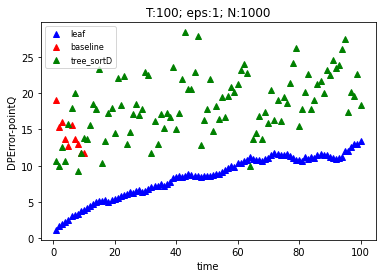 T:100; eps:1; N:1000
leaf
baseline
tree_sortD
DPError-pointQ
25
20
15
10
5
0
0 20 40 60 80 100
time